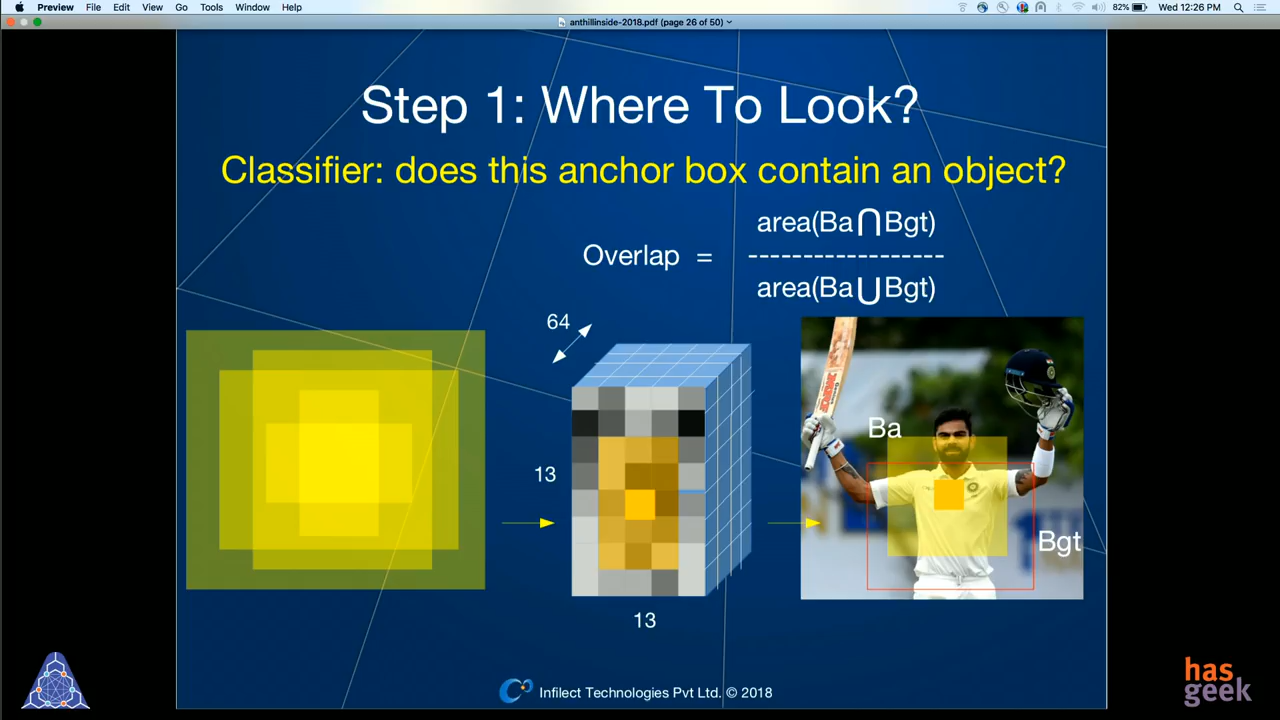 Preview File Edit View Go Tools Window Help 82% Wed 12:26 PM
anthillinside-2018.pdf (page 26 of 50)
Step 1: Where To Look?
Classifier: does this anchor box contain an object?
area(Ba⋂Bgt)
Overlap = ------------------
area(Ba⋃Bgt)
64
Ba
13
Bgt
13
Infilect Technologies Pvt Ltd. © 2018
has
geek